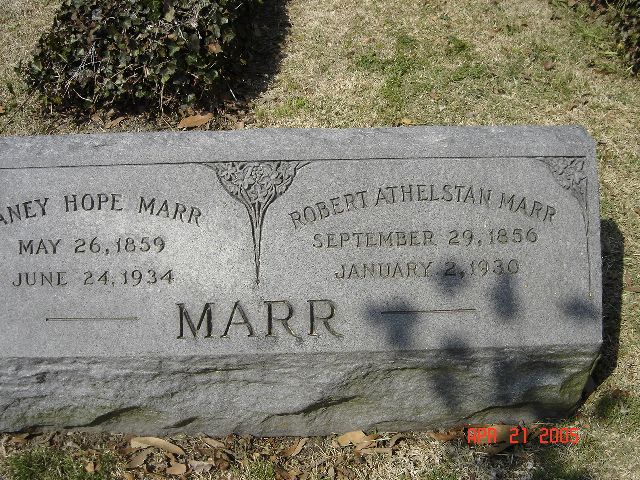 ANEY HOPE MARR
MAY 26, 1859
JUNE 24, 1934
ROBERT ATHELSTAN MARR
SEPTEMBER 29, 1856
JANUARY 2, 1930
MARR
APR 21 2005